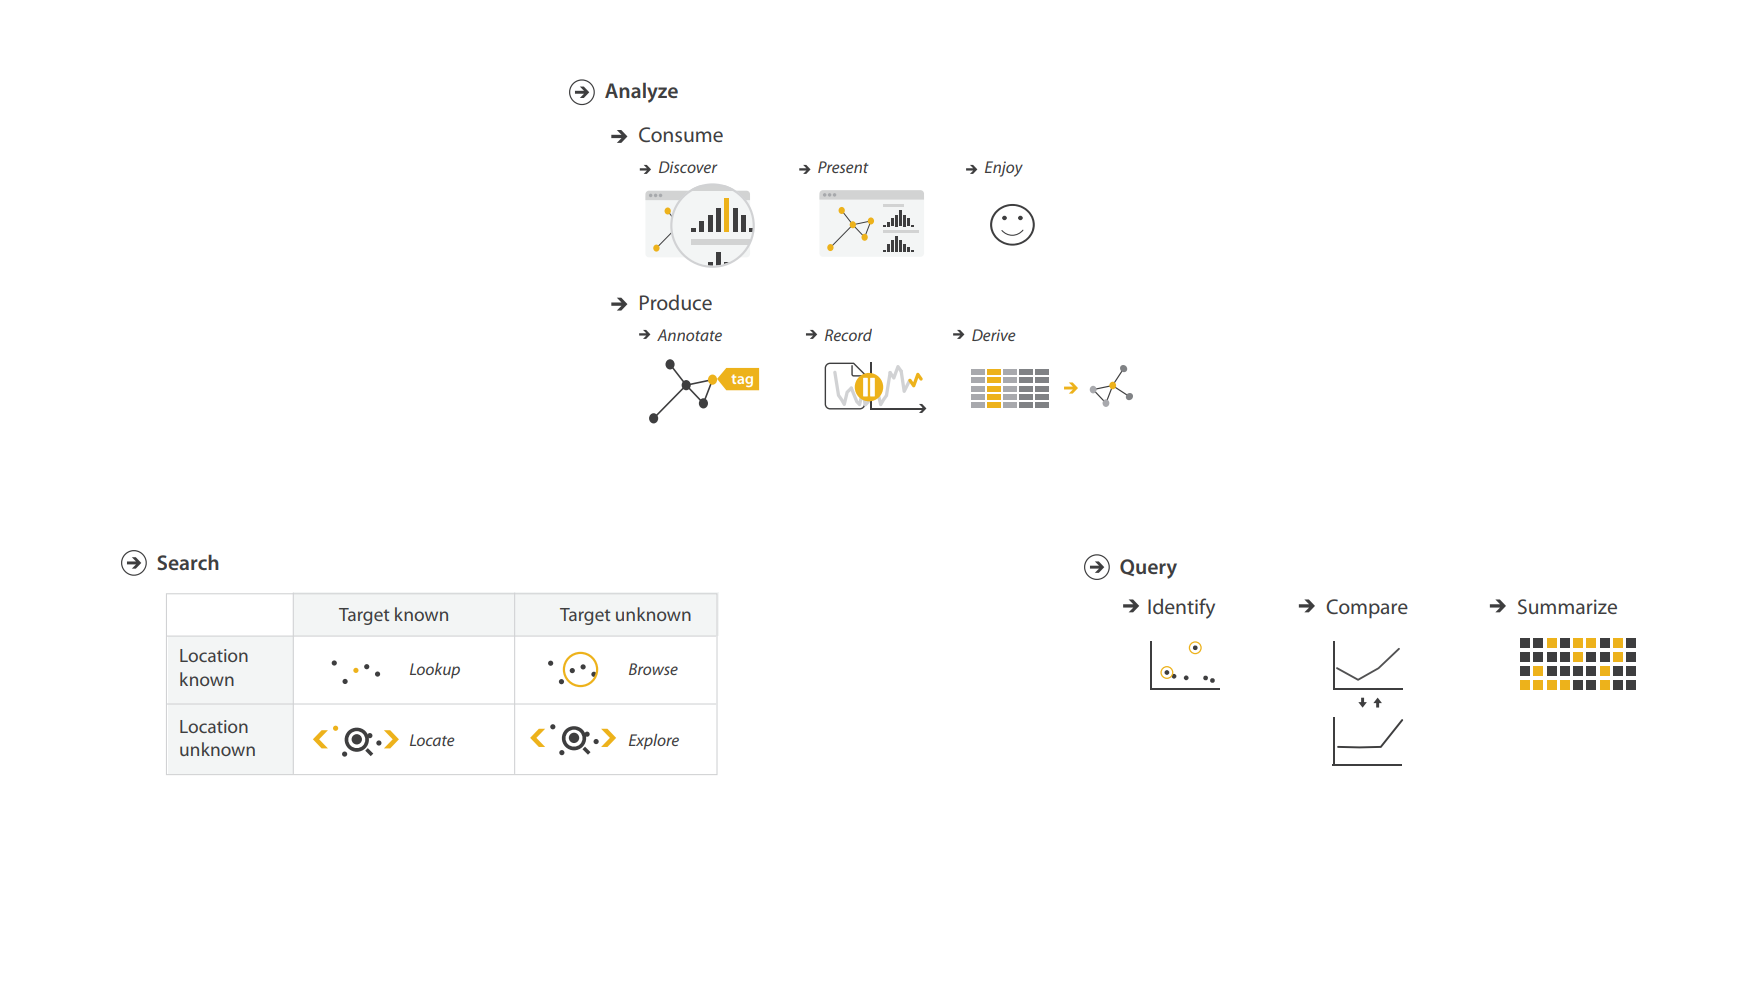 Analyze
Consume
Discover
Present
Enjoy
Produce
Annotate
Record
Derive
tag
Search
Target known
Target unknown
Location
known
Lookup
Browse
Location
unknown
Locate
Explore
Query
Identify
Compare
Summarize